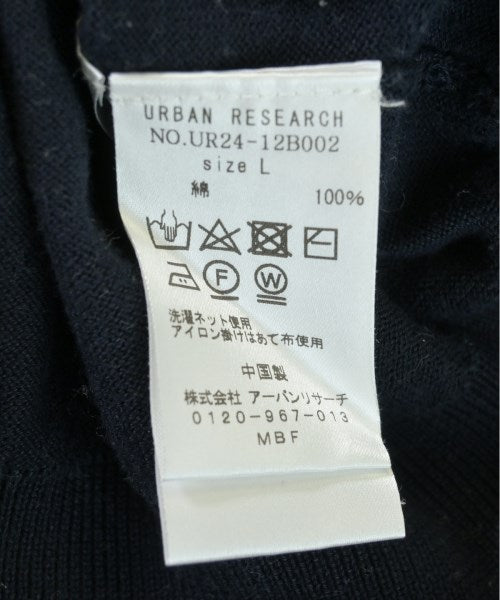 URBAN RESEARCH
NO.UR24-12B002
size L
綿 100%
F W
洗濯ネット使用
アイロン掛けはあて布使用
中国製
株式会社 アーバンリサーチ
0120-967-013
MBF